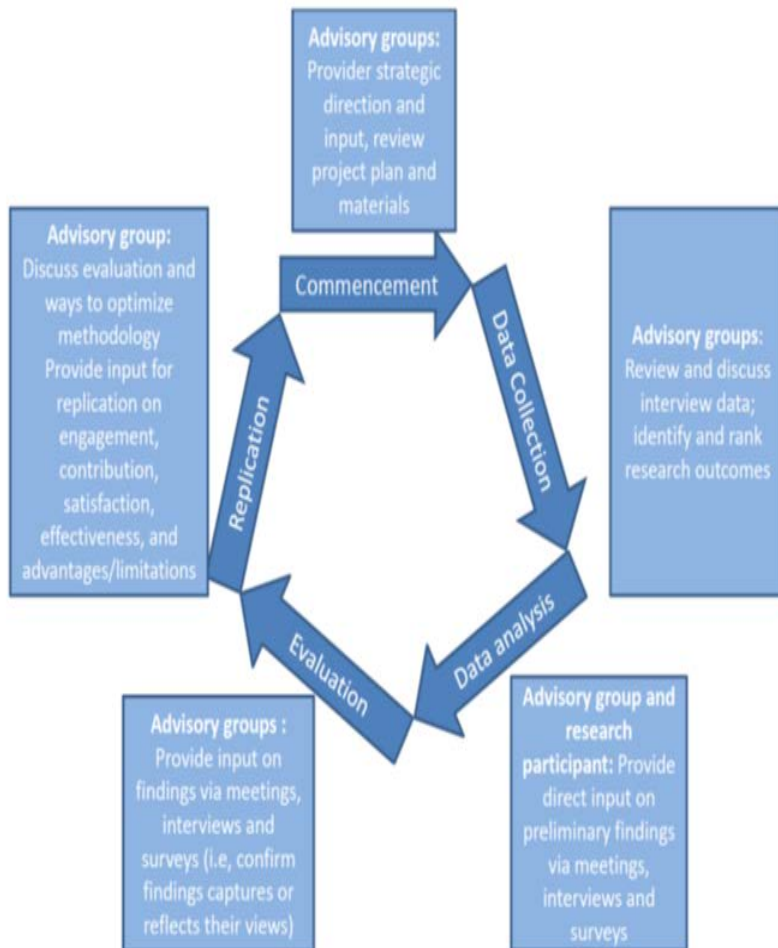 Advisory groups:
Provider strategic
direction and
input, review
project plan and
materials
Commencement
Data Collection
Advisory groups:
Review and discuss
interview data;
identify and rank
research outcomes
Data analysis
Advisory group and
research
participant: Provide
direct input on
preliminary findings
via meetings,
interviews and
surveys
Evaluation
Advisory groups :
Provide input on
findings via meetings,
interviews and
surveys (i.e, confirm
findings captures or
reflects their views)
Replication
Advisory group:
Discuss evaluation and
ways to optimize
methodology
Provide input for
replication on
engagement,
contribution,
satisfaction,
effectiveness, and
advantages/limitations